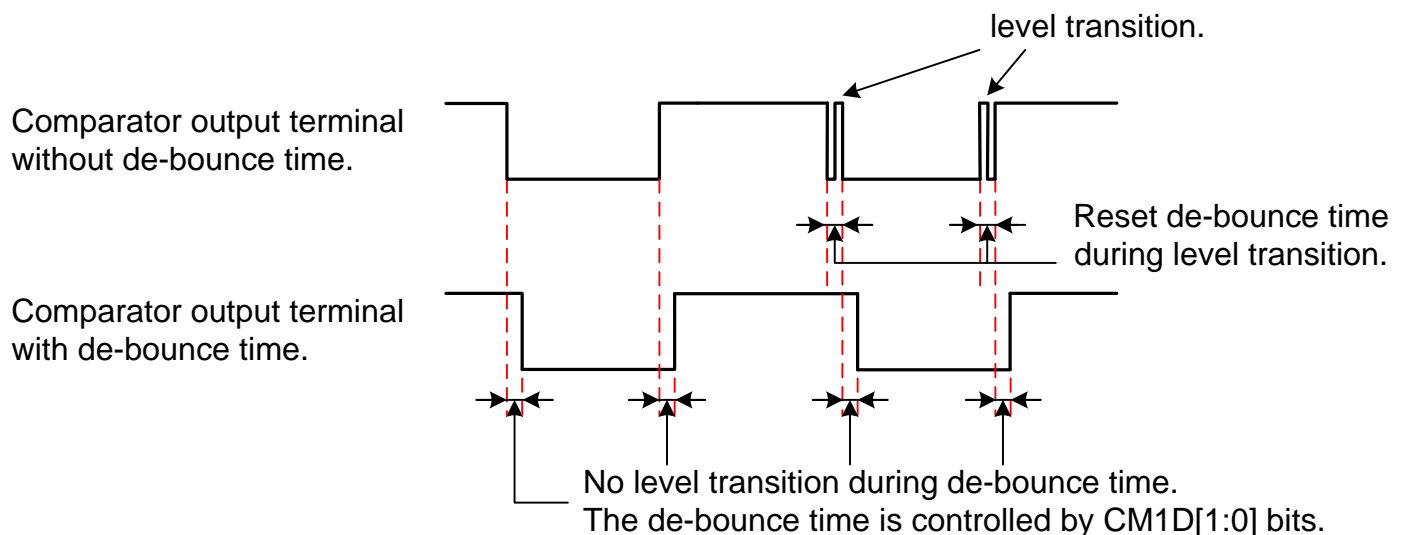 level transition.
Comparator output terminal
without de-bounce time.
Reset de-bounce time
during level transition.
Comparator output terminal
with de-bounce time.
No level transition during de-bounce time.
The de-bounce time is controlled by CM1D[1:0] bits.